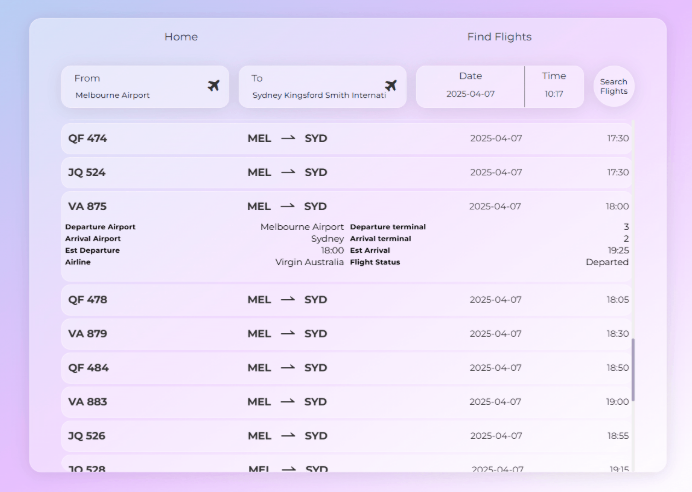 Home Find Flights
From To Date Time Search Flights
Melbourne Airport Sydney Kingsford Smith Internati 2025-04-07 10:17
QF 474 MEL SYD 2025-04-07 17:30
JQ 524 MEL SYD 2025-04-07 17:30
VA 875 MEL SYD 2025-04-07 18:00
Departure Airport Melbourne Airport Departure terminal 3
Arrival Airport Sydney Arrival terminal 2
Est Departure 18:00 Est Arrival 19:25
Airline Virgin Australia Flight Status Departed
QF 478 MEL SYD 2025-04-07 18:05
VA 879 MEL SYD 2025-04-07 18:30
QF 484 MEL SYD 2025-04-07 18:50
VA 883 MEL SYD 2025-04-07 19:00
JQ 526 MEL SYD 2025-04-07 18:55
JQ 528 MEL SYD 2025-04-07 19:15